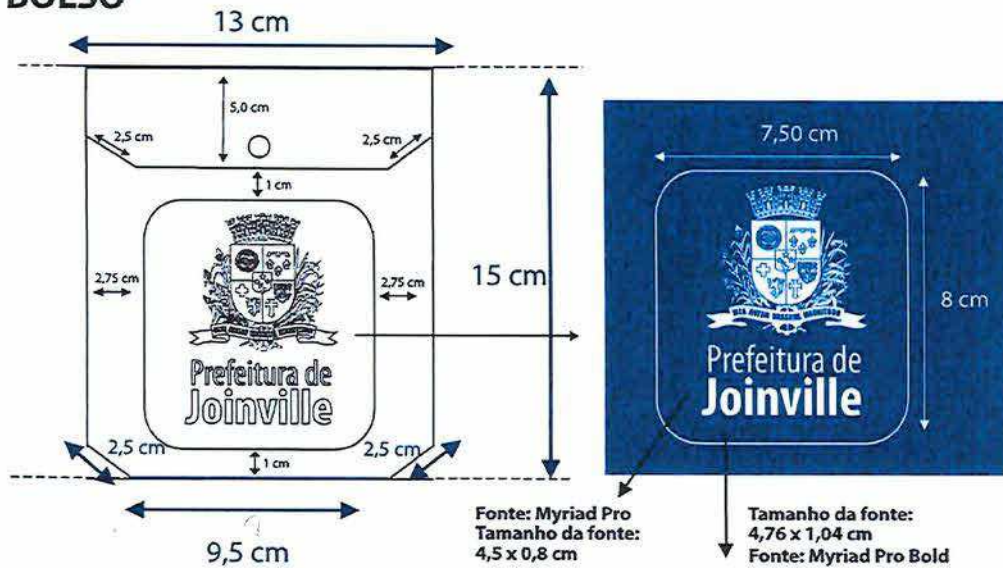 BOLSO
13 cm
5,0 cm
2,5 cm
2,5 cm
1 cm
2,75 cm
2,75 cm
Prefeitura de
Joinville
1 cm
2,5 cm
2,5 cm
9,5 cm
15 cm
7,50 cm
8 cm
Prefeitura de
Joinville
Fonte: Myriad Pro
Tamanho da fonte:
4,5 x 0,8 cm
Tamanho da fonte:
4,76 x 1,04 cm
Fonte: Myriad Pro Bold